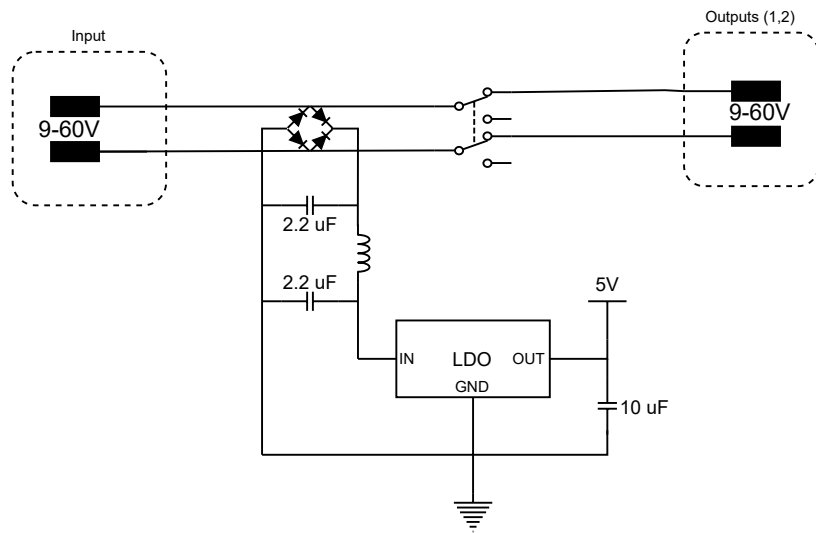 Input
Outputs (1,2)
9-60V
9-60V
2.2 uF
2.2 uF
5V
IN
LDO
OUT
GND
10 uF